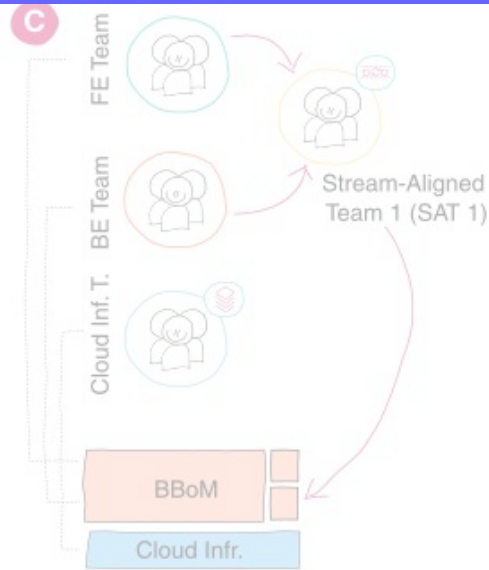 C
FE Team
BE Team
Stream-Aligned
Team 1 (SAT 1)
Cloud Inf. T.
BBoM
Cloud Infr.